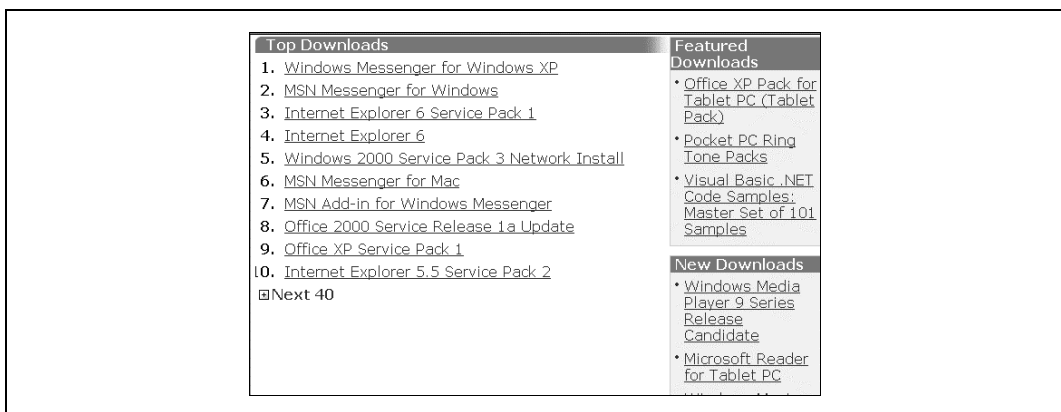 Top Downloads
1. Windows Messenger for Windows XP
2. MSN Messenger for Windows
3. Internet Explorer 6 Service Pack 1
4. Internet Explorer 6
5. Windows 2000 Service Pack 3 Network Install
6. MSN Messenger for Mac
7. MSN Add-in for Windows Messenger
8. Office 2000 Service Release 1a Update
9. Office XP Service Pack 1
10. Internet Explorer 5.5 Service Pack 2
Next 40
Featured
Downloads
• Office XP Pack for
Tablet PC (Tablet
Pack)
• Pocket PC Ring
Tone Packs
• Visual Basic .NET
Code Samples:
Master Set of 101
Samples
New Downloads
• Windows Media
Player 9 Series
Release
Candidate
• Microsoft Reader
for Tablet PC